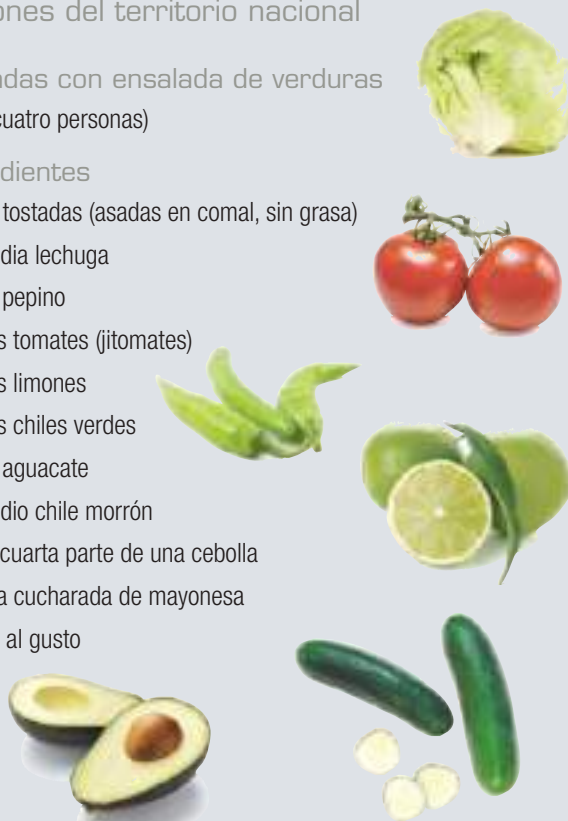 ones del territorio nacional
adas con ensalada de verduras
cuatro personas)
dientes
tostadas (asadas en comal, sin grasa)
dia lechuga
pepino
s tomates (jitomates)
s limones
s chiles verdes
aguacate
dio chile morrón
cuarta parte de una cebolla
a cucharada de mayonesa
al gusto